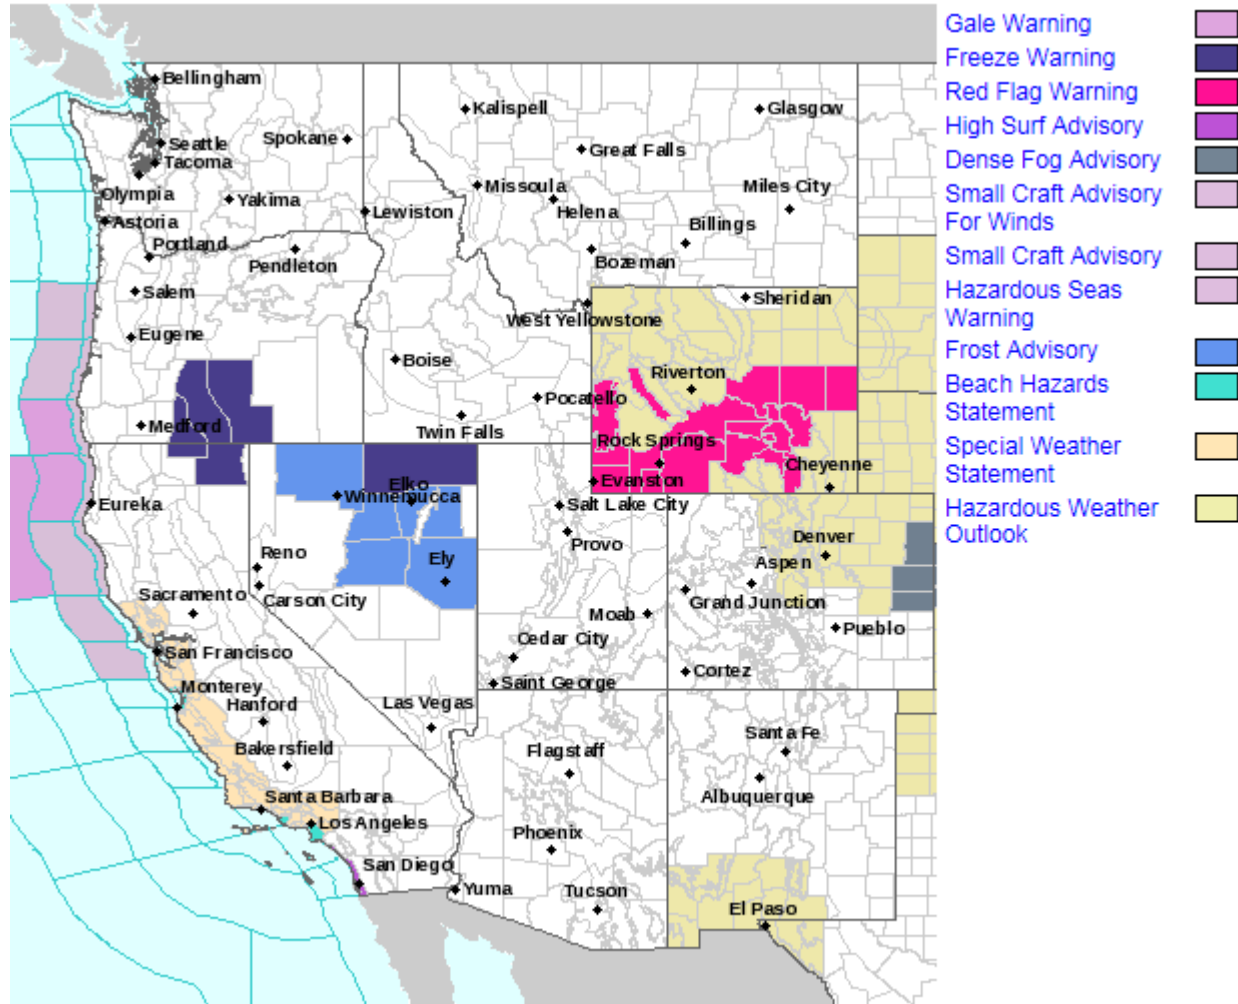 Bellingham
Kalispell
Glasgow
Seattle
Spokane
Great Falls
Tacoma
Olympia
Missoula
Miles City
Yakima
Helena
Lewiston
Astoria
Billings
Portland
Pendleton
Bozeman
Salem
Sheridan
West Yellowstone
Eugene
Boise
Riverton
Pocatello
Medford
Twin Falls
Rock Springs
Cheyenne
Evanston
Elko
Winnemucca
Eureka
Salt Lake City
Provo
Denver
Reno
Ely
Aspen
Sacramento
Carson City
Grand Junction
Moab
Pueblo
Cedar City
San Francisco
Cortez
Saint George
Monterey
Hanford
Las Vegas
Santa Fe
Bakersfield
Flagstaff
Santa Barbara
Albuquerque
Los Angeles
Phoenix
San Diego
Yuma
Tucson
El Paso
Gale Warning
Freeze Warning
Red Flag Warning
High Surf Advisory
Dense Fog Advisory
Small Craft Advisory
For Winds
Small Craft Advisory
Hazardous Seas
Warning
Frost Advisory
Beach Hazards
Statement
Special Weather
Statement
Hazardous Weather
Outlook